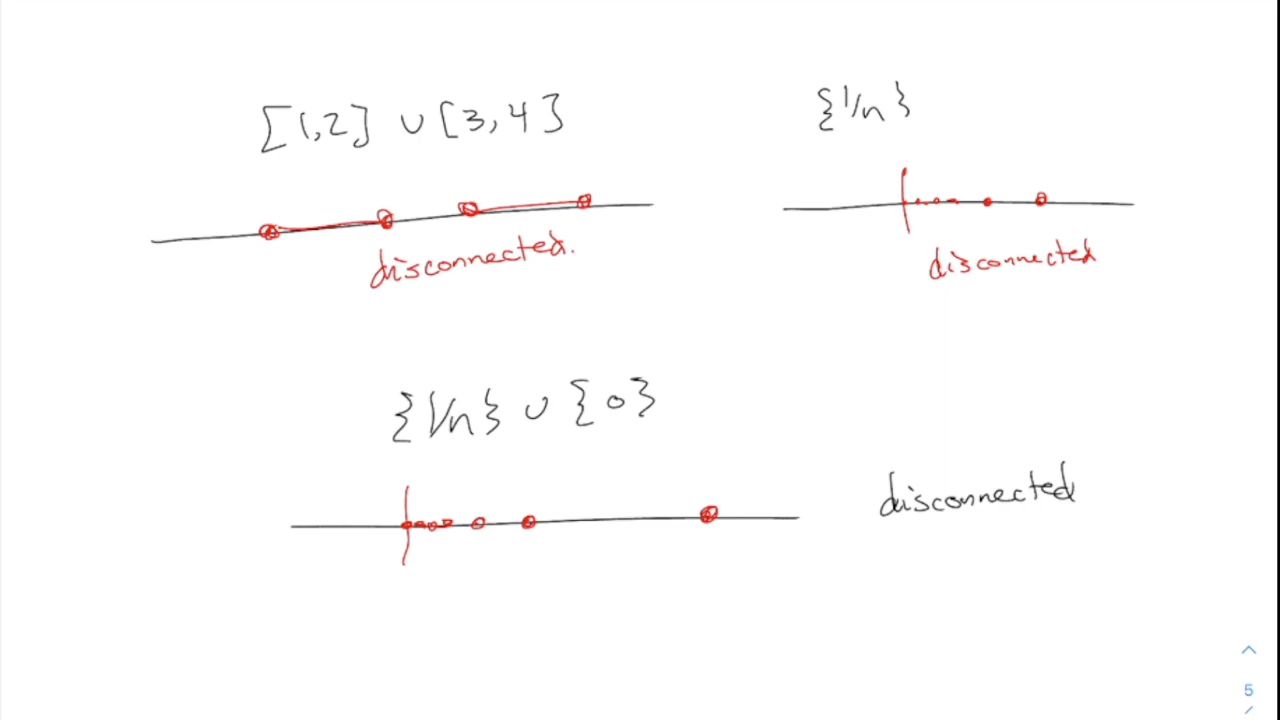 [1,2] ∪ [3,4]
disconnected.
{1/n}
disconnected
{1/n} ∪ {0}
disconnected
5